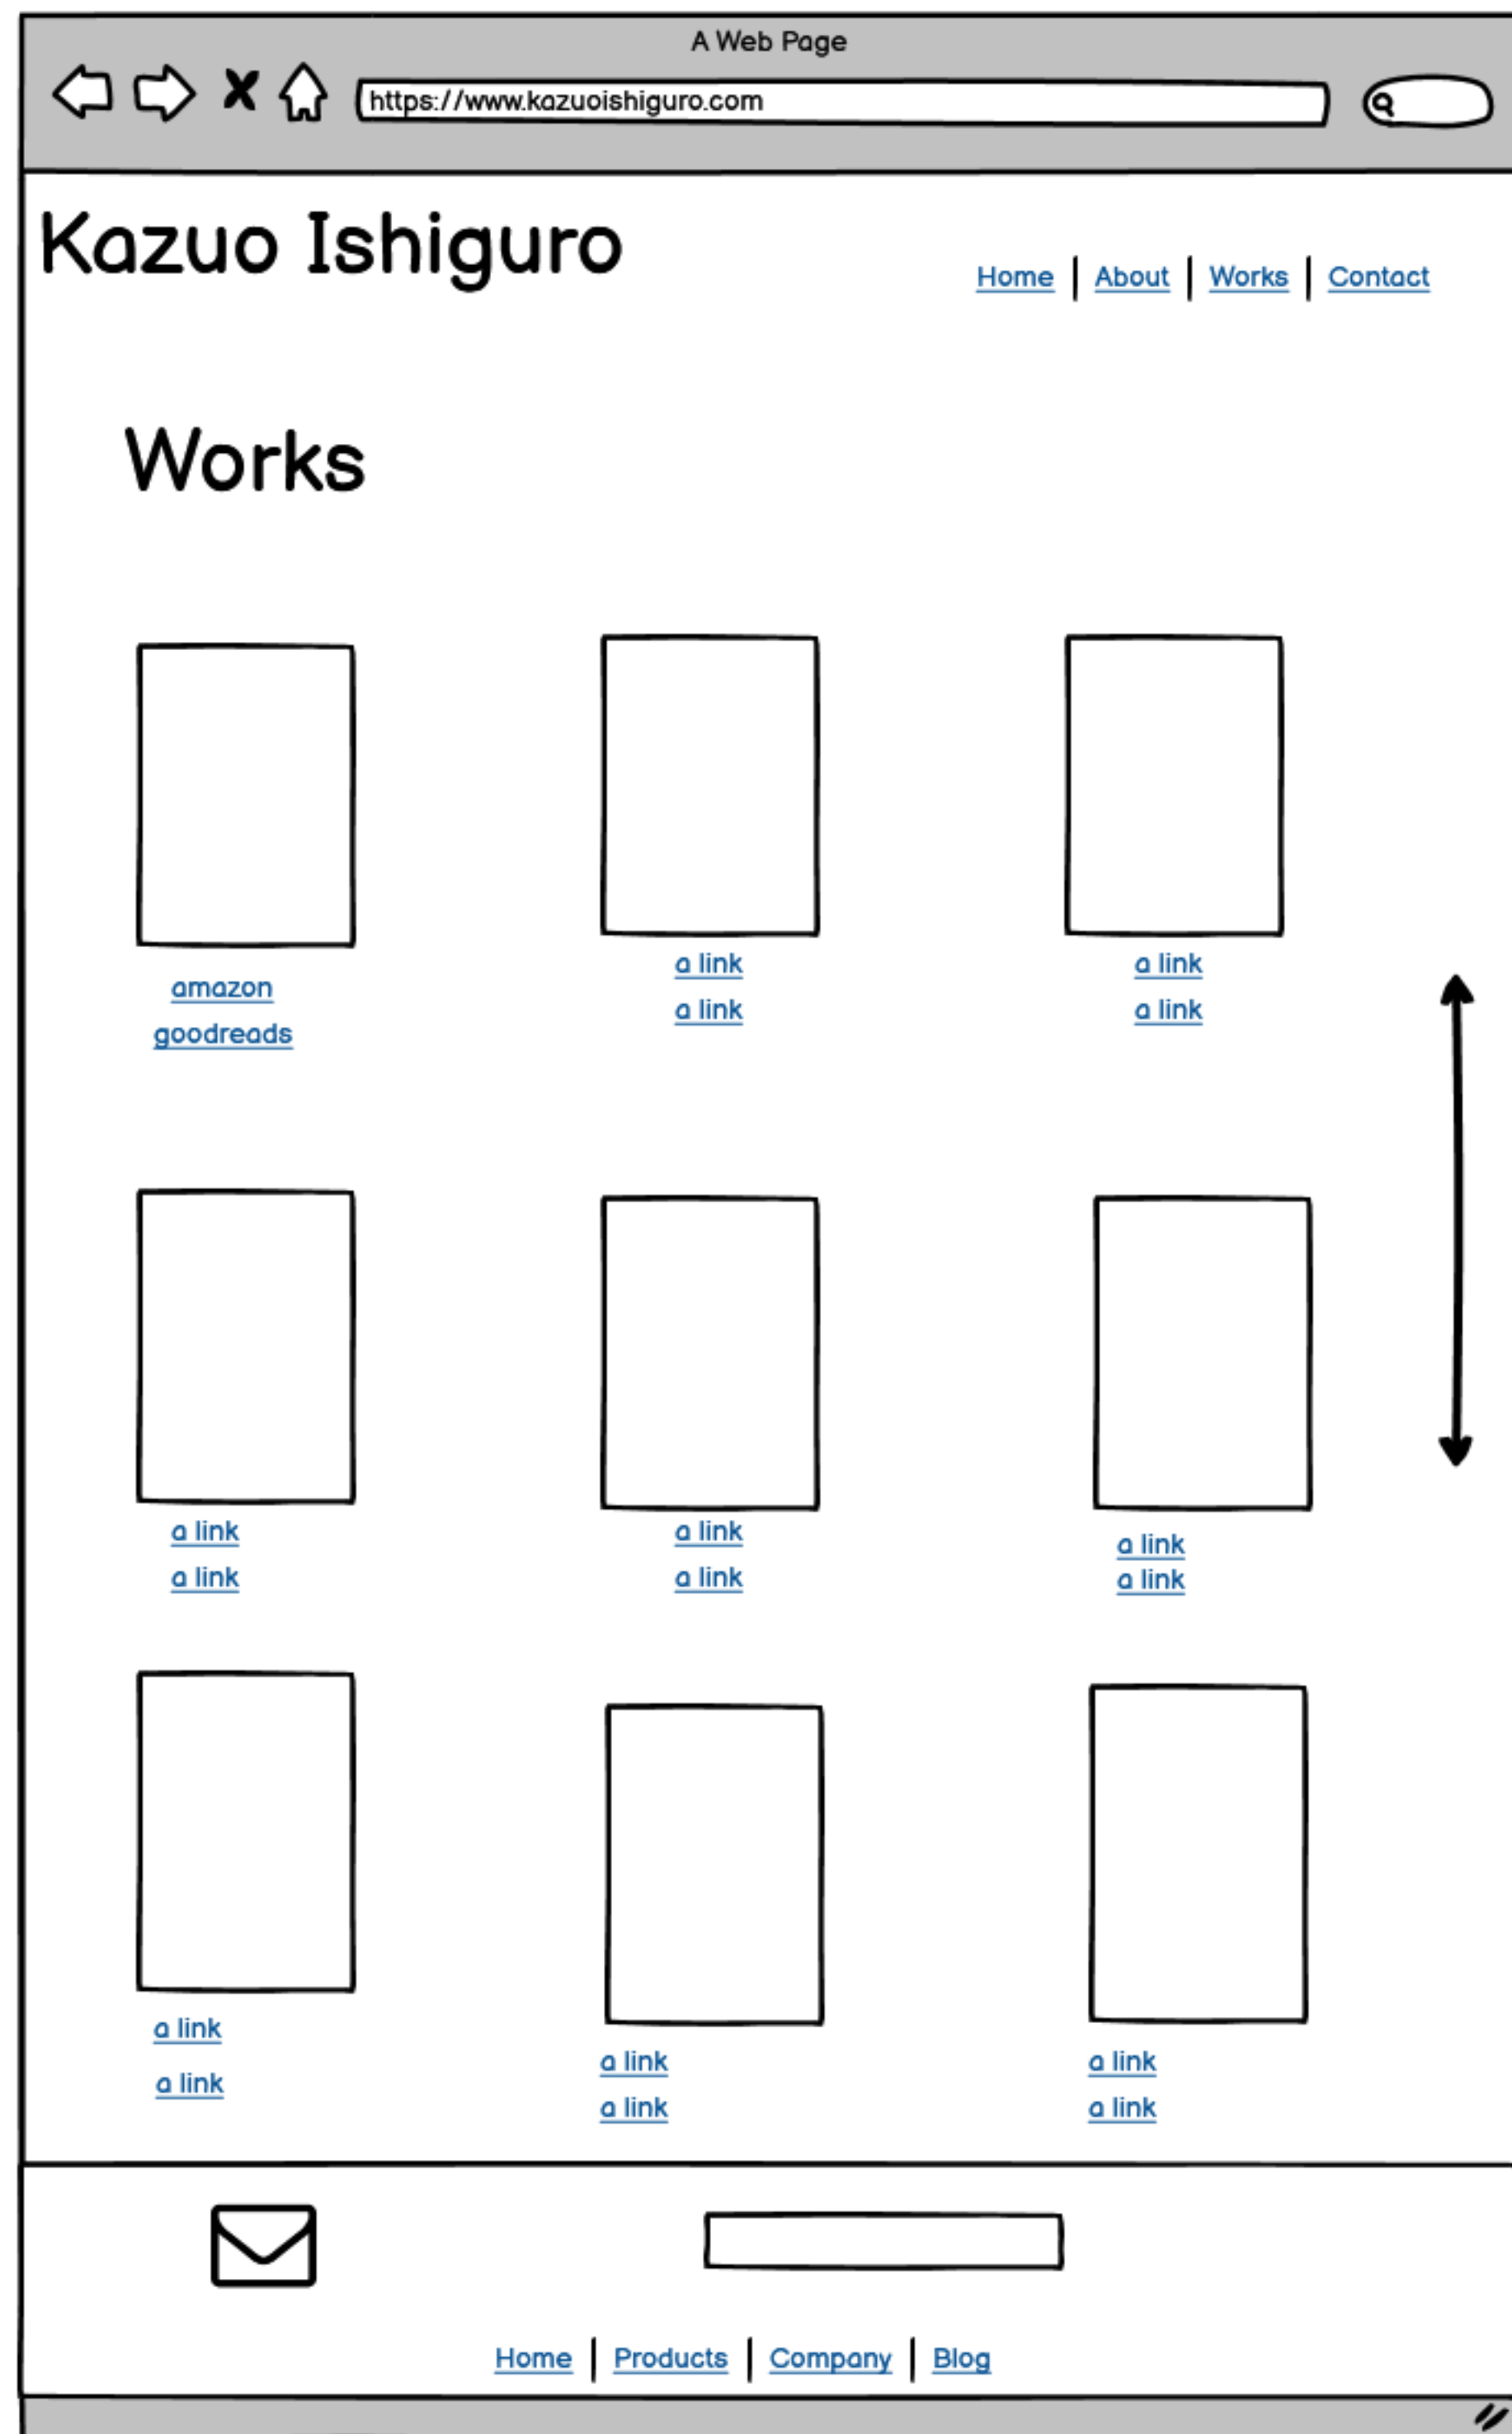 A Web Page
https://www.kazuoishiguro.com
Kazuo Ishiguro
Home | About | Works | Contact
Works
a link a link
amazon
a link a link
goodreads
a link a link
a link
a link a link
a link
a link
a link a link
a link
a link a link
Home | Products | Company | Blog